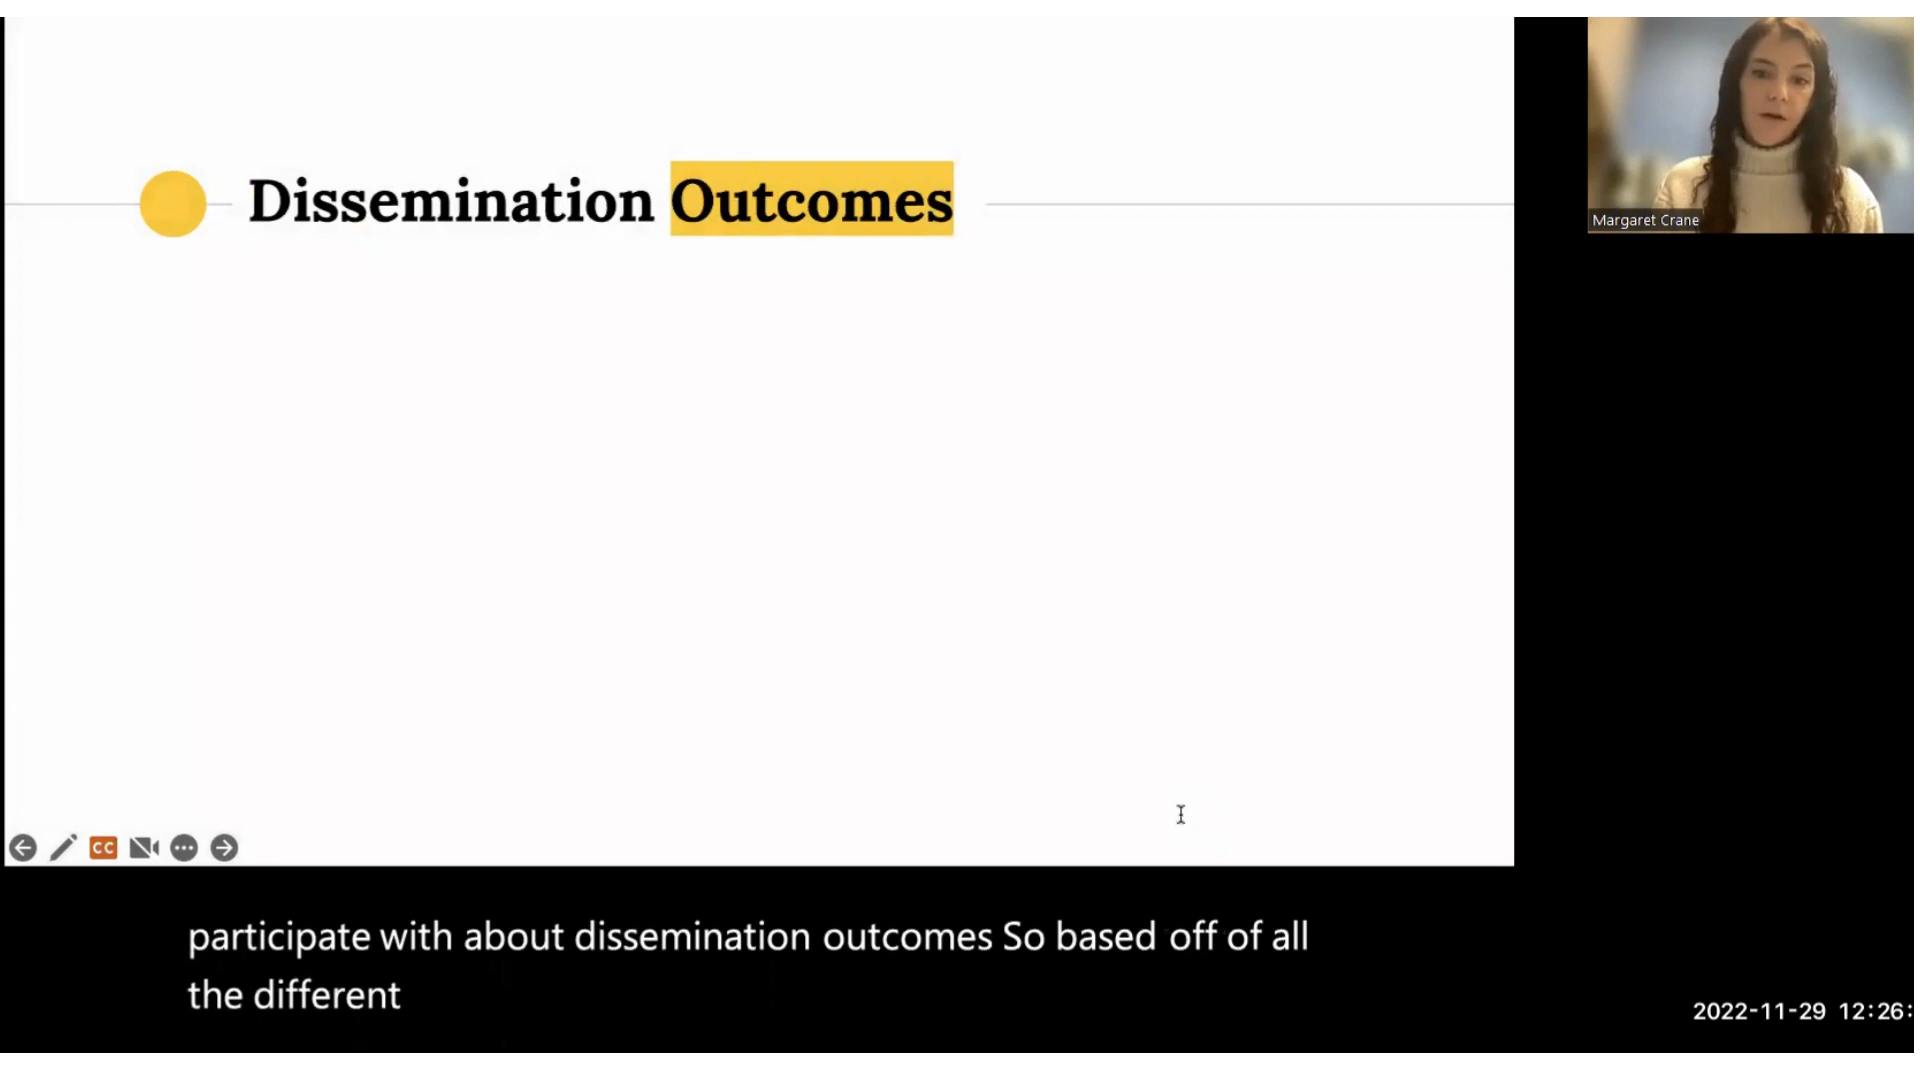 Dissemination Outcomes
Margaret Crane
CC
participate with about dissemination outcomes So based off of all
the different
2022-11-29 12:26: